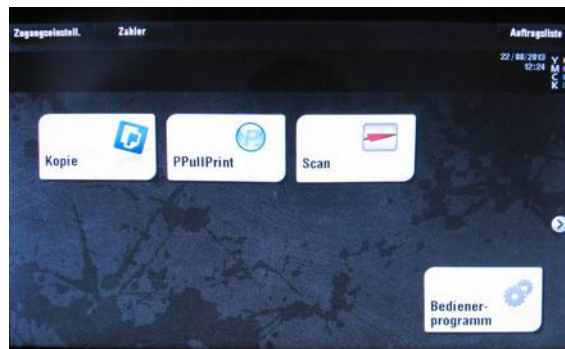 Zugangseinstell. Zähler Auftragsliste
22/08/2013 Y
12:24 M
C
K
Kopie
PPullPrint
Scan
Bediener-
programm